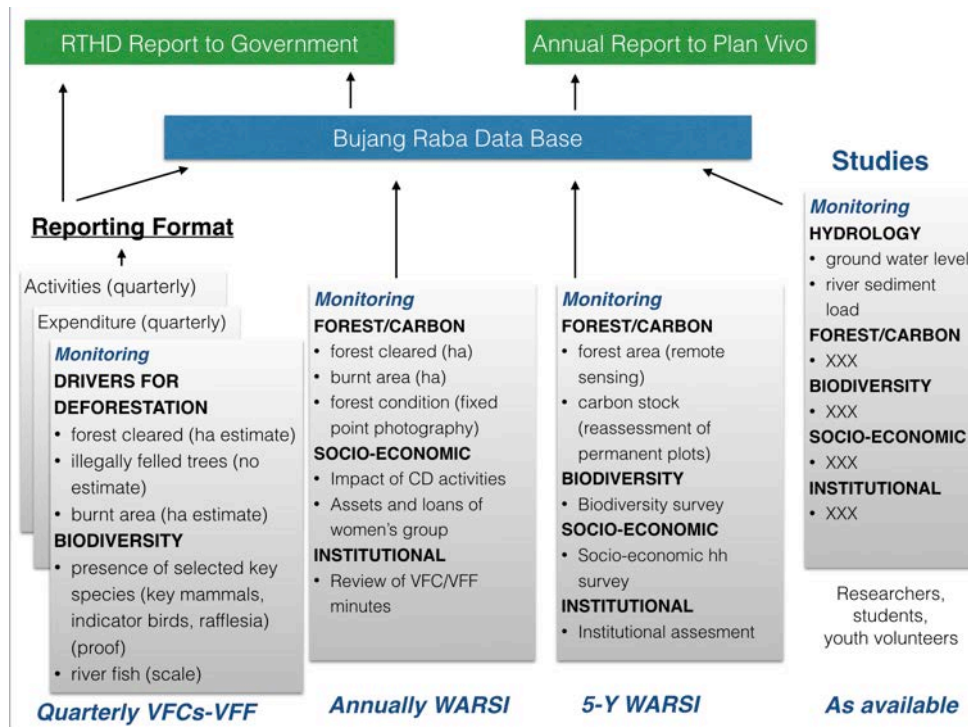 RTHD Report to Government
Annual Report to Plan Vivo
Bujang Raba Data Base
Studies
Reporting Format
Activities (quarterly)
Expenditure (quarterly)
Monitoring
DRIVERS FOR
DEFORESTATION
• forest cleared (ha estimate)
• illegally felled trees (no
estimate)
• burnt area (ha estimate)
BIODIVERSITY
• presence of selected key
species (key mammals,
indicator birds, rafflesia)
(proof)
• river fish (scale)
Quarterly VFCs-VFF
Monitoring
FOREST/CARBON
• forest cleared (ha)
• burnt area (ha)
• forest condition (fixed
point photography)
SOCIO-ECONOMIC
• Impact of CD activities
• Assets and loans of
women's group
INSTITUTIONAL
• Review of VFC/VFF
minutes
Annually WARSI
Monitoring
FOREST/CARBON
• forest area (remote
sensing)
• carbon stock
(reassessment of
permanent plots)
BIODIVERSITY
• Biodiversity survey
SOCIO-ECONOMIC
• Socio-economic hh
survey
INSTITUTIONAL
• Institutional assesment
5-Y WARSI
Monitoring
HYDROLOGY
• ground water level
• river sediment
load
FOREST/CARBON
• XXX
BIODIVERSITY
• XXX
SOCIO-ECONOMIC
• XXX
INSTITUTIONAL
• XXX
Researchers,
students,
youth volunteers
As available